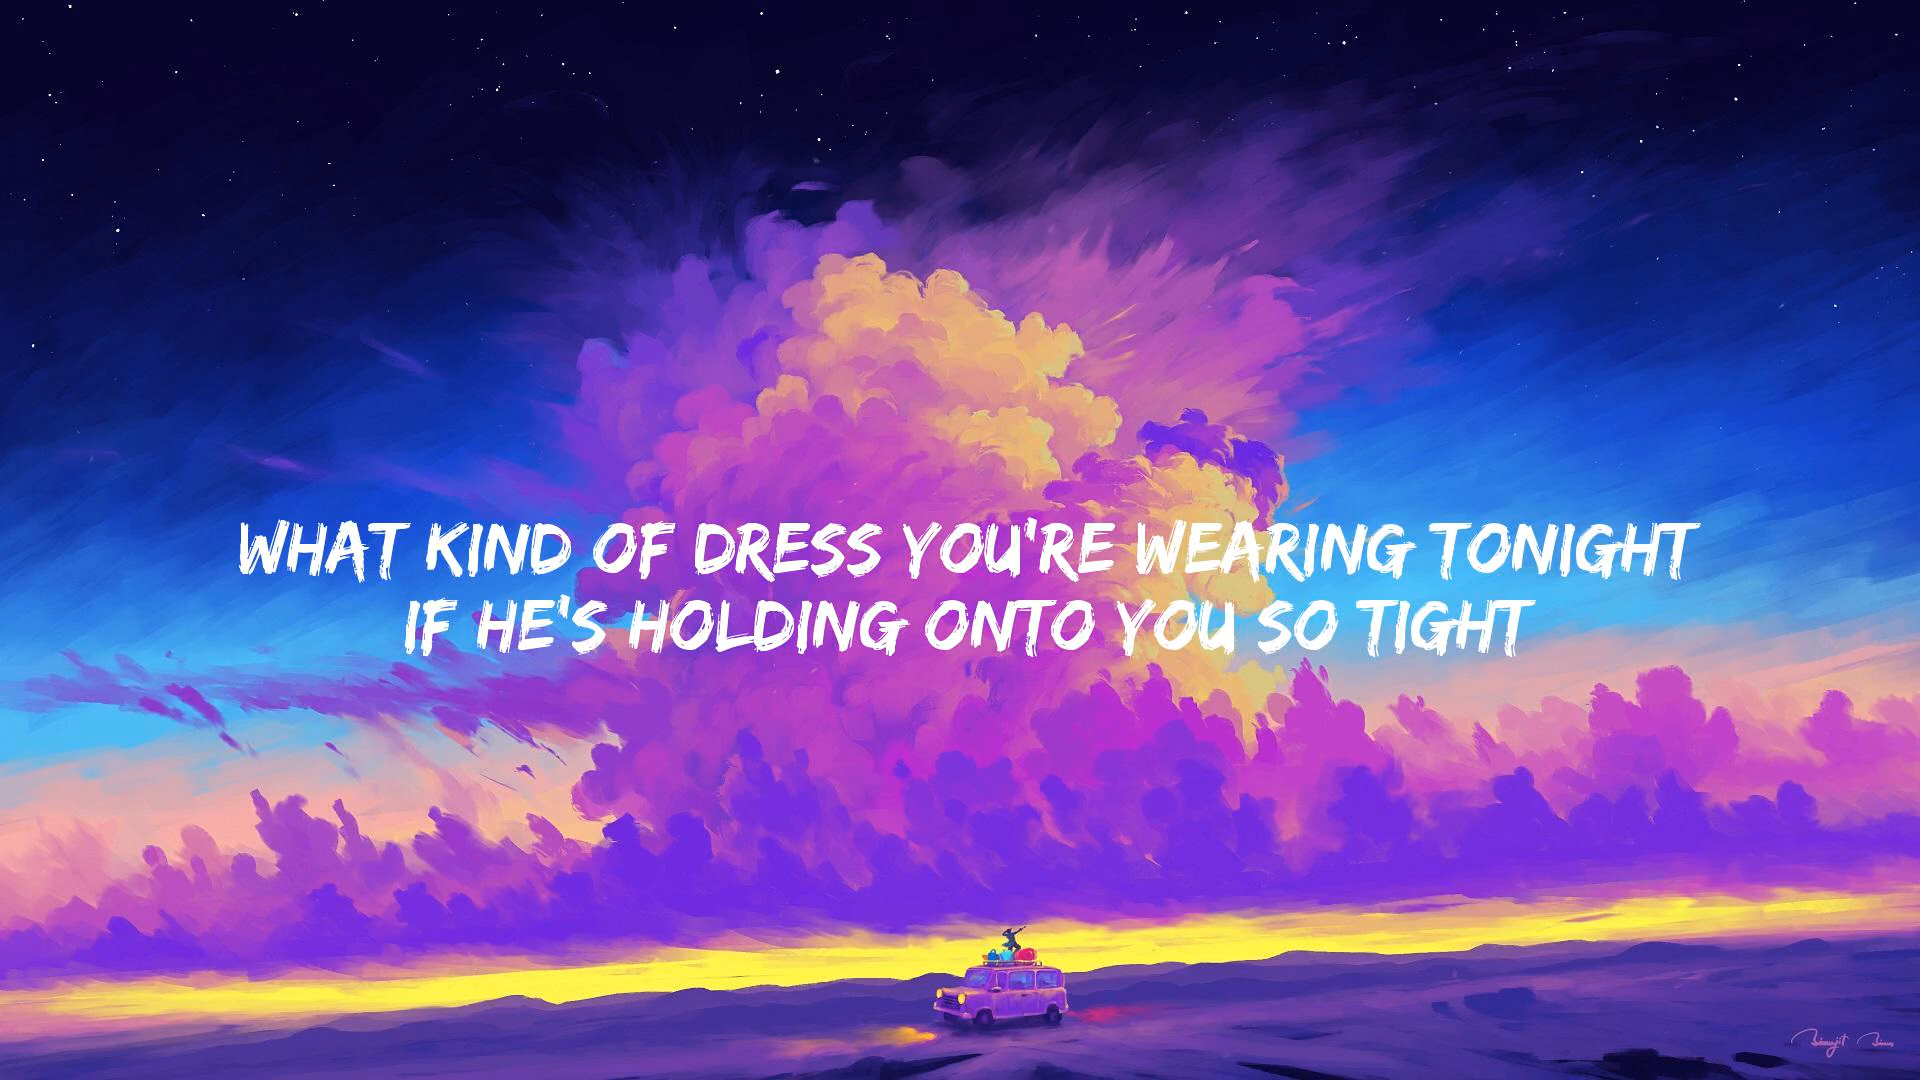 WHAT KIND OF DRESS YOU'RE WEARING TONIGHT
IF HE'S HOLDING ONTO YOU SO TIGHT